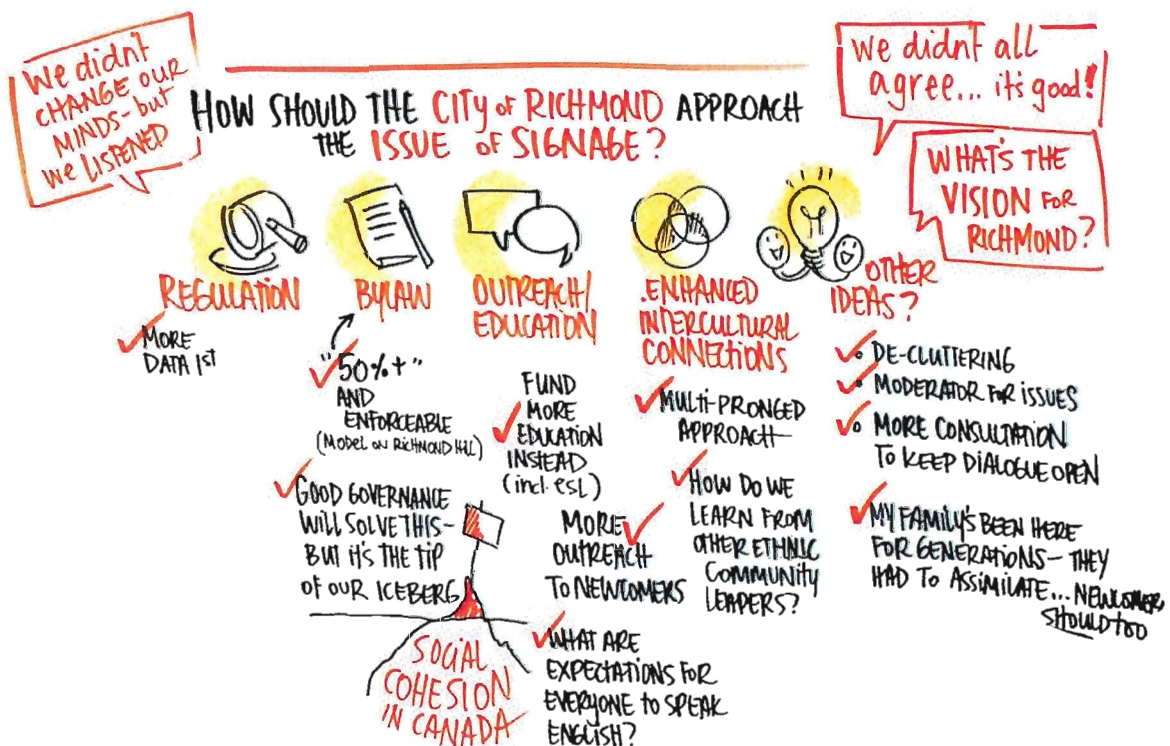 We didn't
CHANGE OUR
MINDS-but
we LISTENED
HOW SHOULD THE CITY of RICHMOND APPROACH
THE ISSUE OF SIGNAGE?
We didn't all
agree... it's good!
WHAT'S THE
VISION FOR
RICHMOND?
REGULATION
MORE
DATA 1st
BYLAW
"50%+"
AND
ENFORCEABLE
(MODEL ON RICHMOND HILL)
GOOD GOVERNANCE
WILL SOLVE THIS-
BUT it's THE TIP
OF OUR ICEBERG
SOCIAL
COHESION
IN CANADA
OUTREACH/
EDUCATION
FUND
MORE
EDUCATION
INSTEAD
(incl. ESL)
MORE
OUTREACH
TO NEWCOMERS
WHAT ARE
EXPECTATIONS FOR
EVERYONE TO SPEAK
ENGLISH?
.ENHANCED
INTERCULTURAL
CONNECTIONS
MULTI-PRONGED
APPROACH
HOW DO WE
LEARN FROM
OTHER ETHNIC
COMMUNITY
LEADERS?
OTHER
IDEAS?
• DE-CLUTTERING
• MODERATOR FOR ISSUES
• MORE CONSULTATION
TO KEEP DIALOGUE OPEN
MY FAMILY'S BEEN HERE
FOR GENERATIONS- THEY
HAD TO ASSIMILATE... NEWCOMER
SHOULD TOO